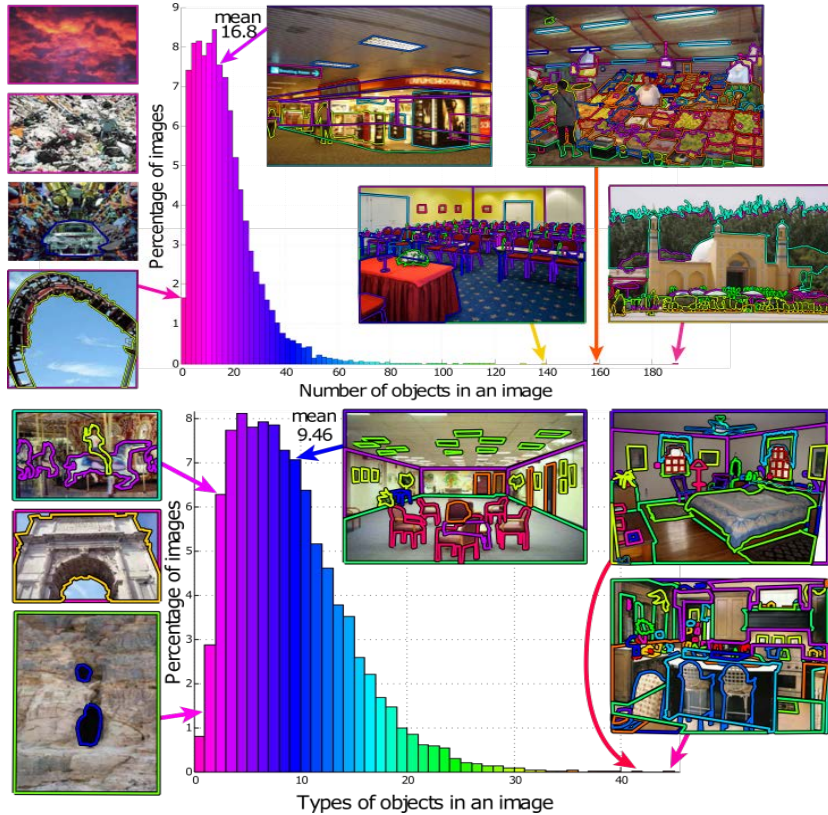 mean
16.8
9
8
7
6
5
4
3
2
1
0
Percentage of images
0 20 40 60 80 100 120 140 160 180
Number of objects in an image
mean
9.46
8
7
6
5
4
3
2
1
0
Percentage of images
0 10 20 30 40
Types of objects in an image